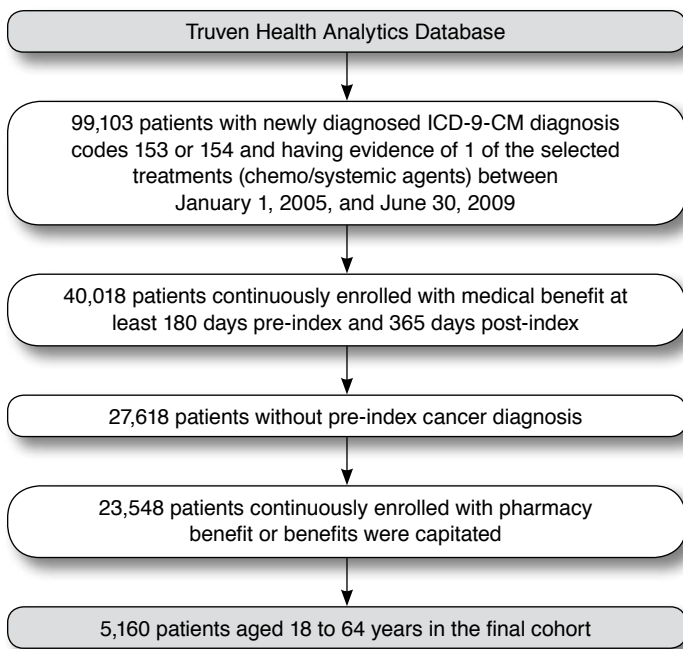 Truven Health Analytics Database
99,103 patients with newly diagnosed ICD-9-CM diagnosis
codes 153 or 154 and having evidence of 1 of the selected
treatments (chemo/systemic agents) between
January 1, 2005, and June 30, 2009
40,018 patients continuously enrolled with medical benefit at
least 180 days pre-index and 365 days post-index
27,618 patients without pre-index cancer diagnosis
23,548 patients continuously enrolled with pharmacy
benefit or benefits were capitated
5,160 patients aged 18 to 64 years in the final cohort